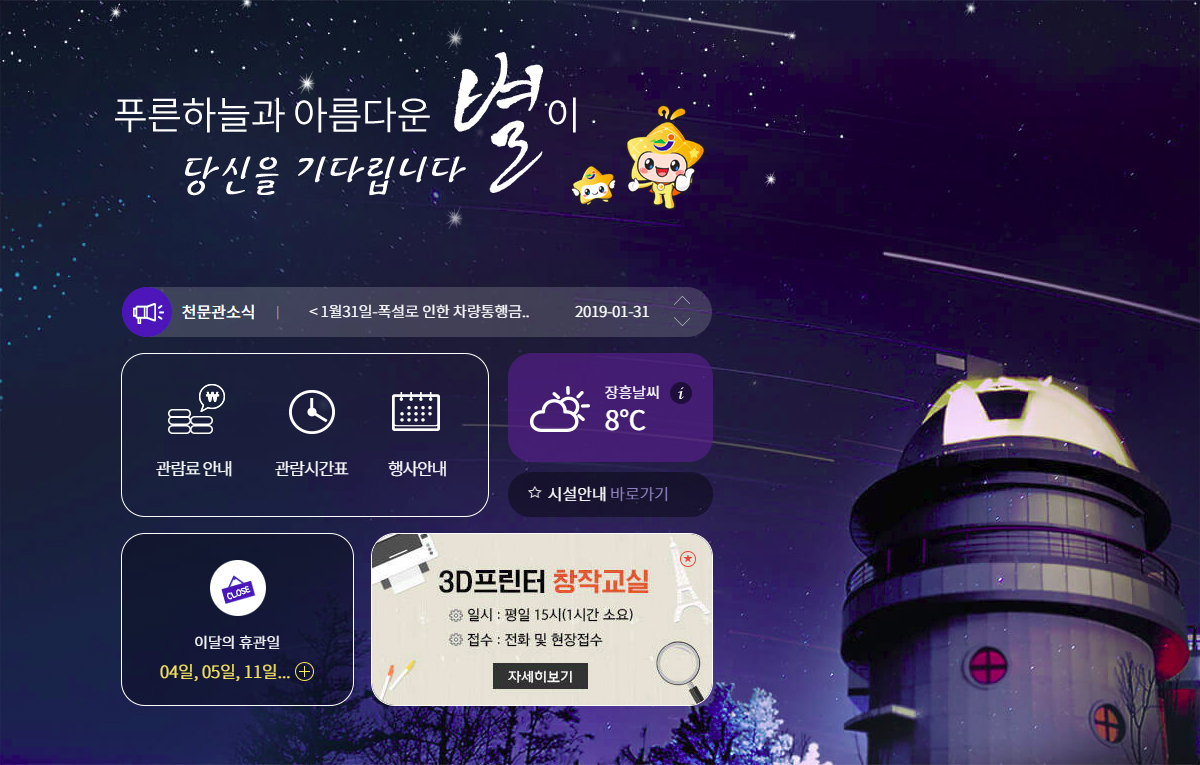 푸른하늘과 아름다운 별이
당신을 기다립니다
천문관소식 | < 1월31일-폭설로 인한 차량통행금.. 2019-01-31
관람료 안내 관람시간표 행사안내
장흥날씨 i
8℃
시설안내 바로가기
CLOSE
이달의 휴관일
04일, 05일, 11일...
3D프린터 창작교실
일시 : 평일 15시(1시간 소요)
접수 : 전화 및 현장접수
자세히보기